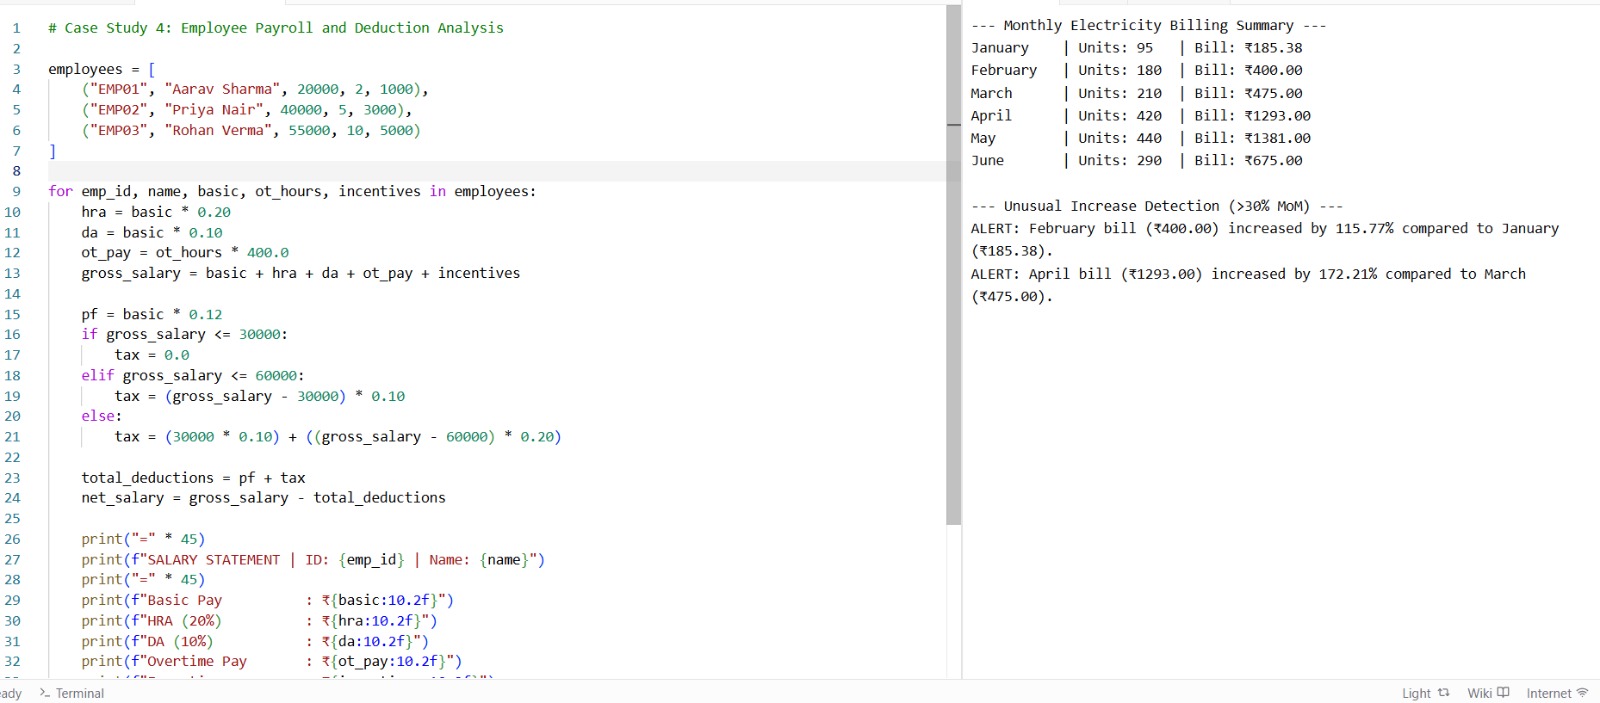 1 # Case Study 4: Employee Payroll and Deduction Analysis
2
3 employees = [
4     ("EMP01", "Aarav Sharma", 20000, 2, 1000),
5     ("EMP02", "Priya Nair", 40000, 5, 3000),
6     ("EMP03", "Rohan Verma", 55000, 10, 5000)
7 ]
8
9 for emp_id, name, basic, ot_hours, incentives in employees:
10     hra = basic * 0.20
11     da = basic * 0.10
12     ot_pay = ot_hours * 400.0
13     gross_salary = basic + hra + da + ot_pay + incentives
14
15     pf = basic * 0.12
16     if gross_salary <= 30000:
17         tax = 0.0
18     elif gross_salary <= 60000:
19         tax = (gross_salary - 30000) * 0.10
20     else:
21         tax = (30000 * 0.10) + ((gross_salary - 60000) * 0.20)
22
23     total_deductions = pf + tax
24     net_salary = gross_salary - total_deductions
25
26     print("=" * 45)
27     print(f"SALARY STATEMENT | ID: {emp_id} | Name: {name}")
28     print("=" * 45)
29     print(f"Basic Pay          : ₹{basic:10.2f}")
30     print(f"HRA (20%)          : ₹{hra:10.2f}")
31     print(f"DA (10%)           : ₹{da:10.2f}")
32     print(f"Overtime Pay       : ₹{ot_pay:10.2f}")
--- Monthly Electricity Billing Summary ---
January    | Units: 95   | Bill: ₹185.38
February   | Units: 180  | Bill: ₹400.00
March      | Units: 210  | Bill: ₹475.00
April      | Units: 420  | Bill: ₹1293.00
May        | Units: 440  | Bill: ₹1381.00
June       | Units: 290  | Bill: ₹675.00
--- Unusual Increase Detection (>30% MoM) ---
ALERT: February bill (₹400.00) increased by 115.77% compared to January
(₹185.38).
ALERT: April bill (₹1293.00) increased by 172.21% compared to March
(₹475.00).
Terminal
Light Wiki Internet